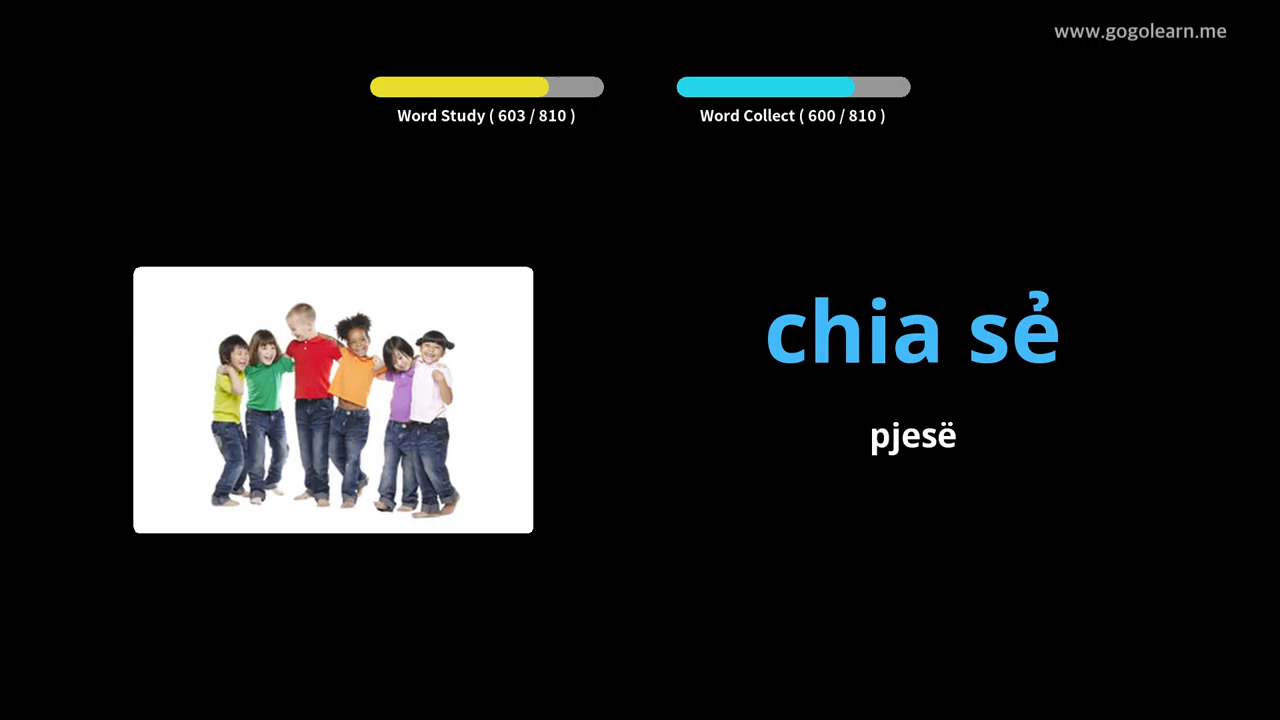 www.gogolearn.me
Word Study ( 603 / 810 )
Word Collect ( 600 / 810 )
chia sẻ
pjesë